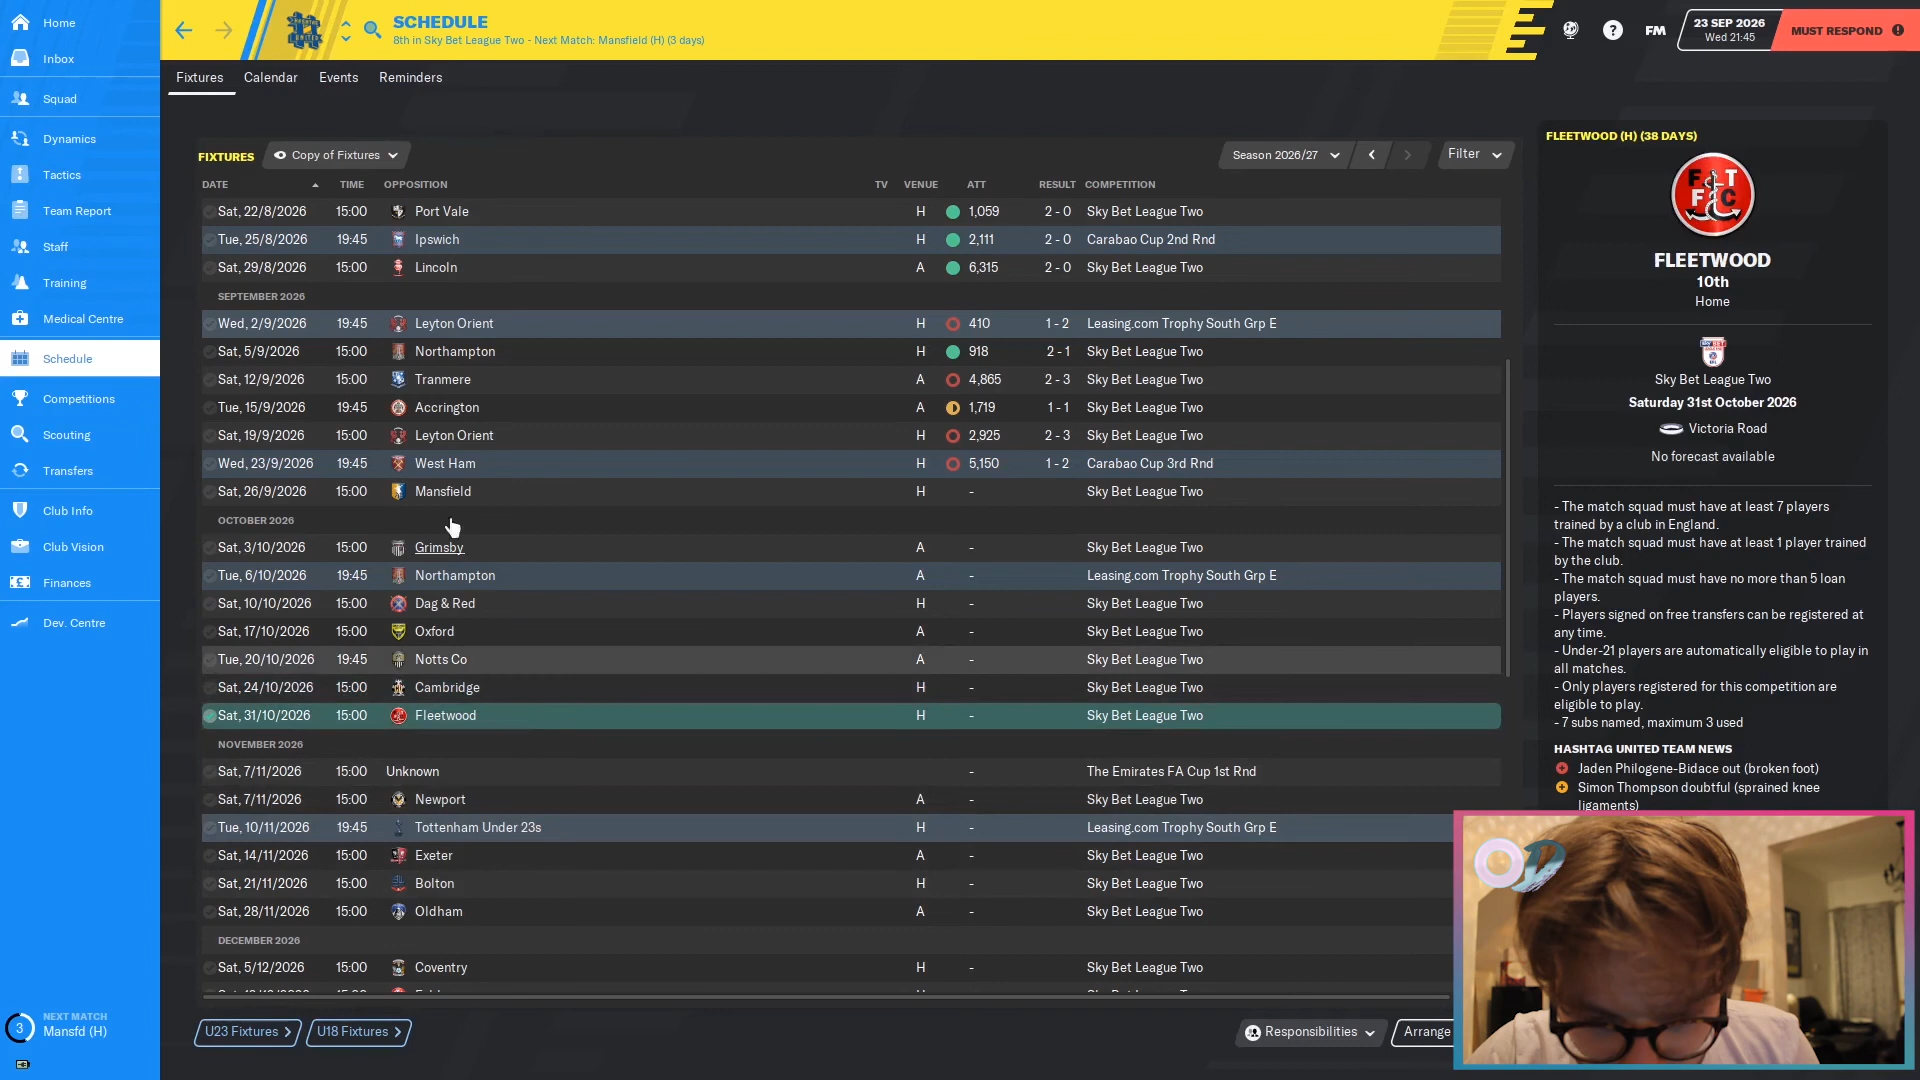 Home
Inbox
Squad
Dynamics
Tactics
Team Report
Staff
Training
Medical Centre
Schedule
Competitions
Scouting
Transfers
Club Info
Club Vision
Finances
Dev. Centre
3
NEXT MATCH
Mansfd (H)
SCHEDULE
8th in Sky Bet League Two - Next Match: Mansfield (H) (3 days)
?
FM
23 SEP 2026
Wed 21:45
MUST RESPOND
Fixtures
Calendar
Events
Reminders
FIXTURES
Copy of Fixtures
Season 2026/27
Filter
DATE TIME OPPOSITION TV VENUE ATT RESULT COMPETITION
Sat, 22/8/2026 15:00 Port Vale H 1,059 2 - 0 Sky Bet League Two
Tue, 25/8/2026 19:45 Ipswich H 2,111 2 - 0 Carabao Cup 2nd Rnd
Sat, 29/8/2026 15:00 Lincoln A 6,315 2 - 0 Sky Bet League Two
SEPTEMBER 2026
Wed, 2/9/2026 19:45 Leyton Orient H 410 1 - 2 Leasing.com Trophy South Grp E
Sat, 5/9/2026 15:00 Northampton H 918 2 - 1 Sky Bet League Two
Sat, 12/9/2026 15:00 Tranmere A 4,865 2 - 3 Sky Bet League Two
Tue, 15/9/2026 19:45 Accrington A 1,719 1 - 1 Sky Bet League Two
Sat, 19/9/2026 15:00 Leyton Orient H 2,925 2 - 3 Sky Bet League Two
Wed, 23/9/2026 19:45 West Ham H 5,150 1 - 2 Carabao Cup 3rd Rnd
Sat, 26/9/2026 15:00 Mansfield H - Sky Bet League Two
OCTOBER 2026
Sat, 3/10/2026 15:00 Grimsby A - Sky Bet League Two
Tue, 6/10/2026 19:45 Northampton A - Leasing.com Trophy South Grp E
Sat, 10/10/2026 15:00 Dag & Red H - Sky Bet League Two
Sat, 17/10/2026 15:00 Oxford A - Sky Bet League Two
Tue, 20/10/2026 19:45 Notts Co A - Sky Bet League Two
Sat, 24/10/2026 15:00 Cambridge H - Sky Bet League Two
Sat, 31/10/2026 15:00 Fleetwood H - Sky Bet League Two
NOVEMBER 2026
Sat, 7/11/2026 15:00 Unknown - The Emirates FA Cup 1st Rnd
Sat, 7/11/2026 15:00 Newport A - Sky Bet League Two
Tue, 10/11/2026 19:45 Tottenham Under 23s H - Leasing.com Trophy South Grp E
Sat, 14/11/2026 15:00 Exeter A - Sky Bet League Two
Sat, 21/11/2026 15:00 Bolton H - Sky Bet League Two
Sat, 28/11/2026 15:00 Oldham A - Sky Bet League Two
DECEMBER 2026
Sat, 5/12/2026 15:00 Coventry H - Sky Bet League Two
U23 Fixtures
U18 Fixtures
Responsibilities
Arrange
FLEETWOOD (H) (38 DAYS)
FLEETWOOD
10th
Home
Sky Bet League Two
Saturday 31st October 2026
Victoria Road
No forecast available
- The match squad must have at least 7 players
trained by a club in England.
- The match squad must have at least 1 player trained
by the club.
- The match squad must have no more than 5 loan
players.
- Players signed on free transfers can be registered at
any time.
- Under-21 players are automatically eligible to play in
all matches.
- Only players registered for this competition are
eligible to play.
- 7 subs named, maximum 3 used
HASHTAG UNITED TEAM NEWS
Jaden Philogene-Bidace out (broken foot)
Simon Thompson doubtful (sprained knee
ligaments)